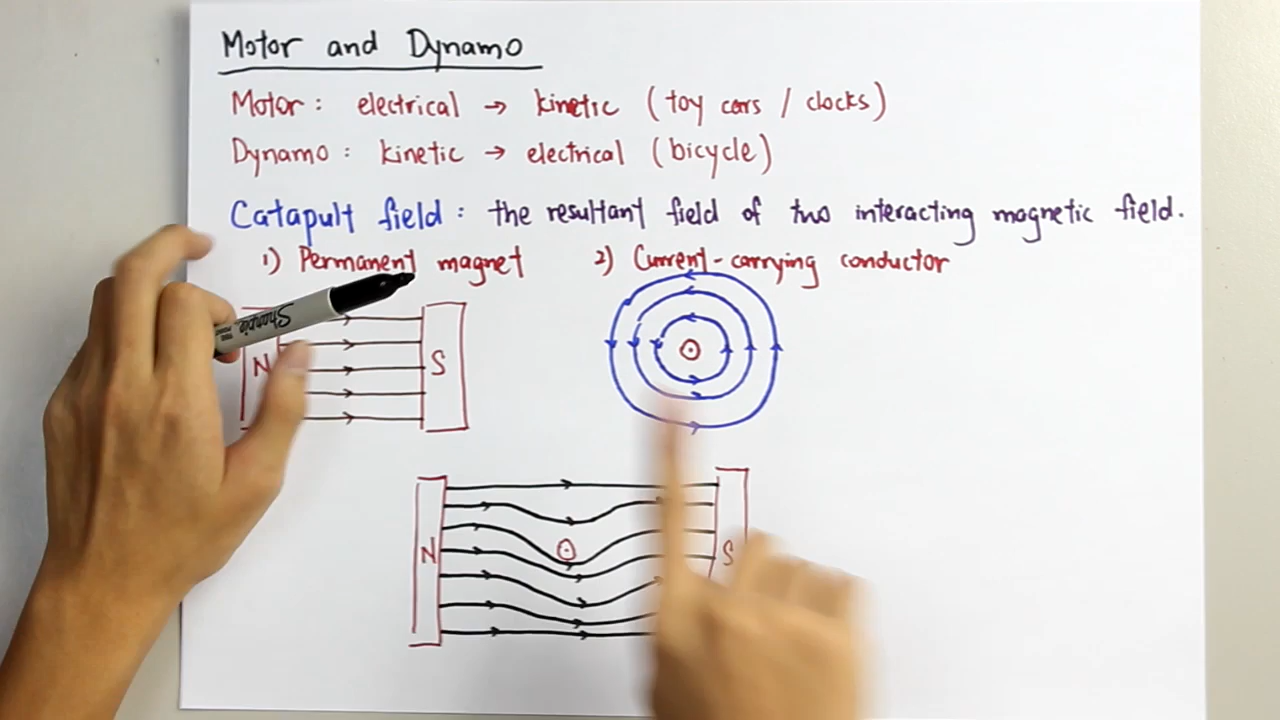 Motor and Dynamo
Motor: electrical → kinetic (toy cars / clocks)
Dynamo: kinetic → electrical (bicycle)
Catapult field: the resultant field of two interacting magnetic field.
1) Permanent magnet 2) Current-carrying conductor
Sharpie
N S
N S